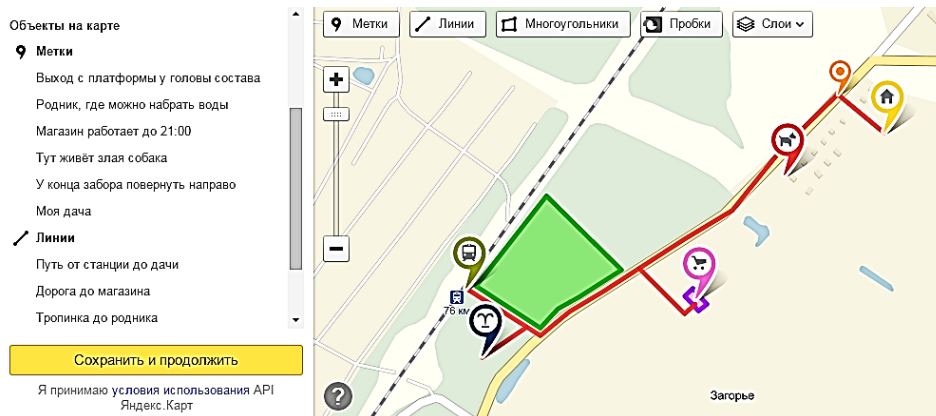 Объекты на карте
Метки
Выход с платформы у головы состава
Родник, где можно набрать воды
Магазин работает до 21:00
Тут живёт злая собака
У конца забора повернуть направо
Моя дача
Линии
Путь от станции до дачи
Дорога до магазина
Тропинка до родника
Сохранить и продолжить
Я принимаю условия использования API
Яндекс.Карт
Метки Линии Многоугольники Пробки Слои
76 км
Загорье
?